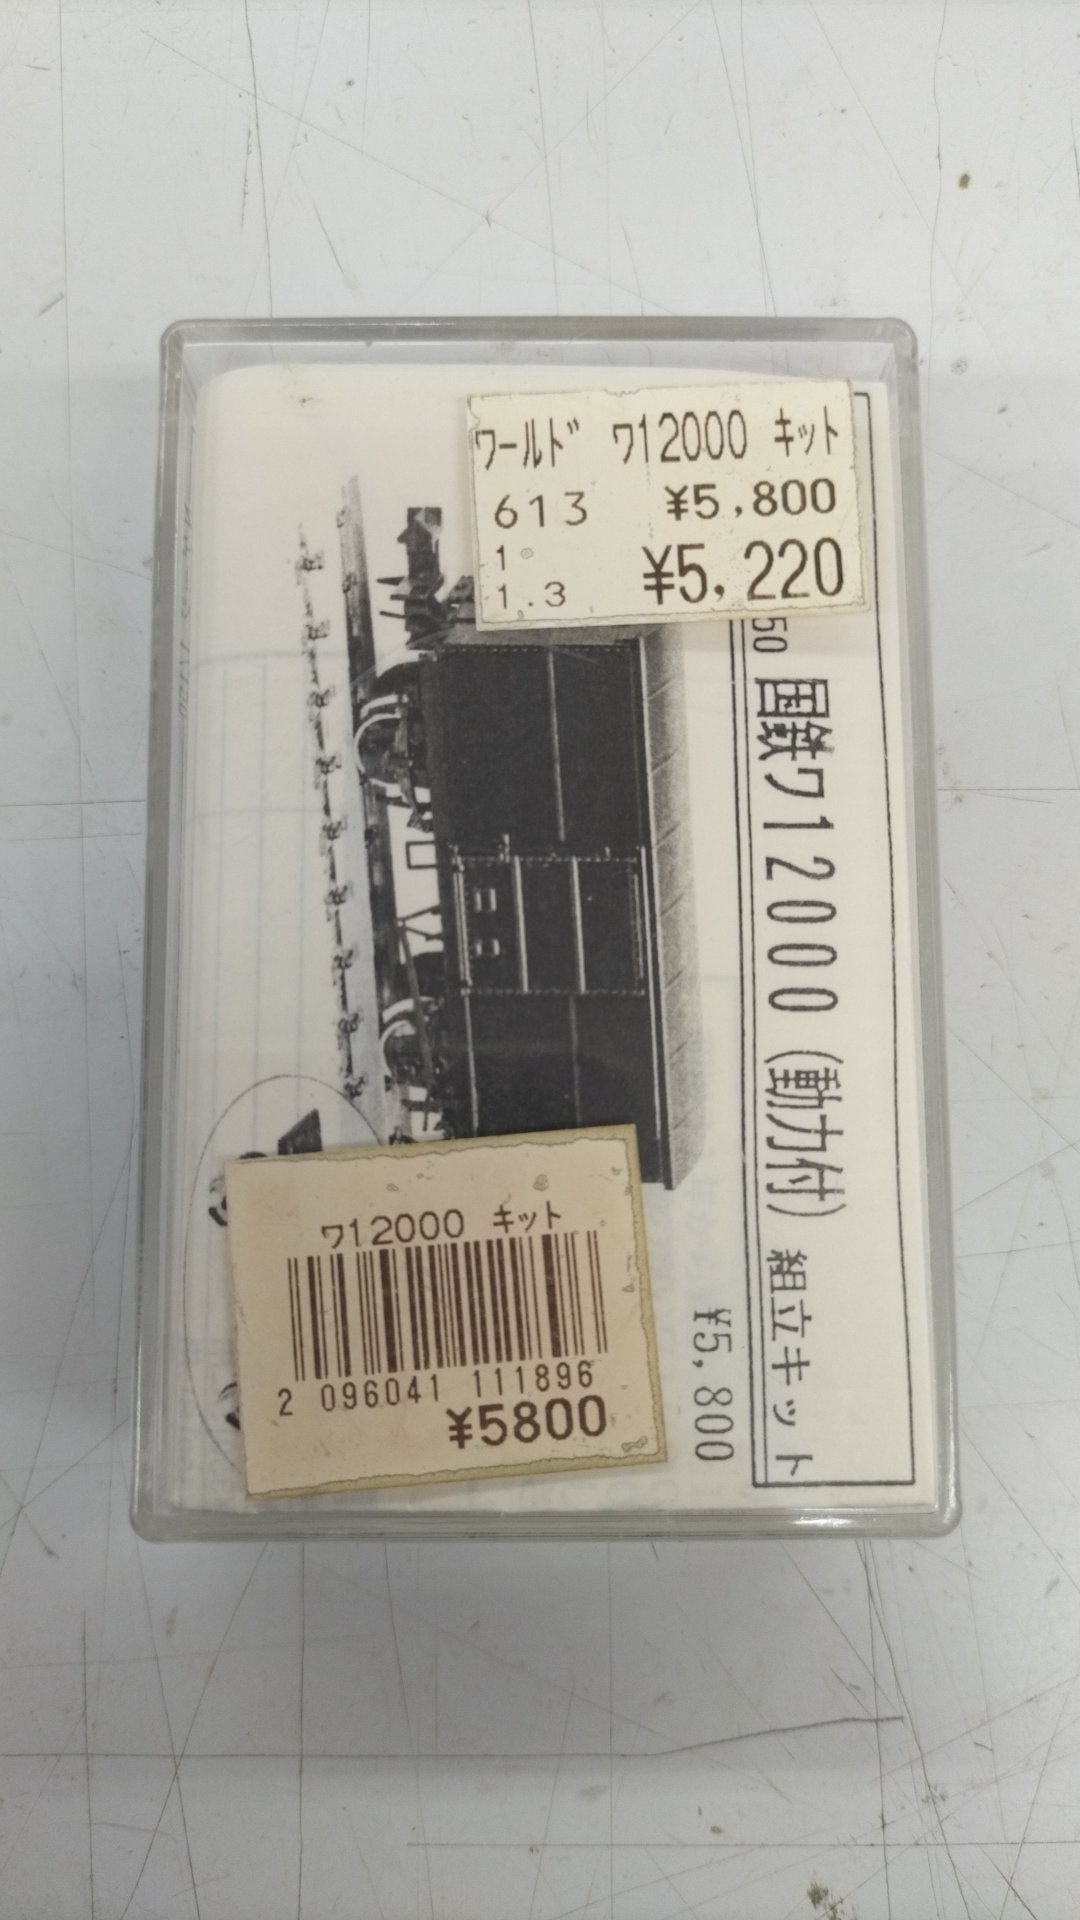 ワールド ワ12000 キット
613 ¥5,800
1
1.3 ¥5,220
50 国鉄ワ12000(動力付) 組立キット
¥5,800
ワ12000 キット
2 096041 111896
¥5800